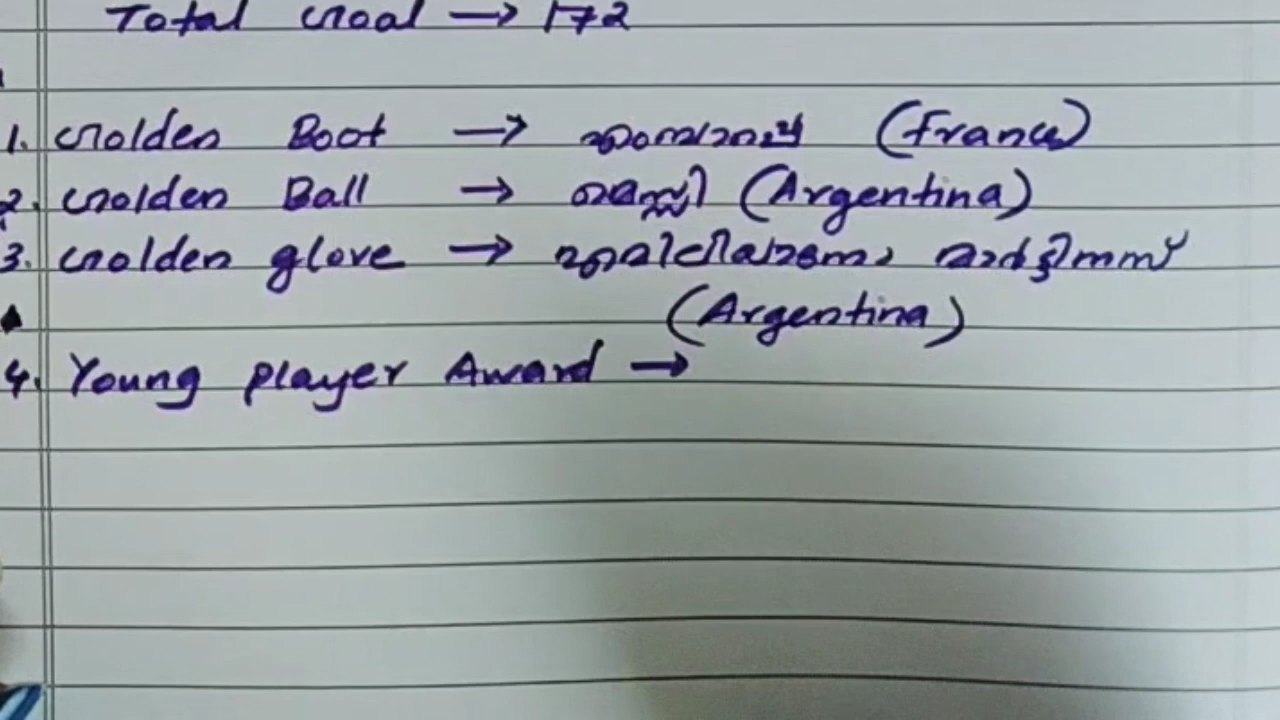 Total Goal → 172
1. Golden Boot → എംബാപ്പെ (France)
2. Golden Ball → മെസ്സി (Argentina)
3. Golden glove → എമിലിയാനോ മാർട്ടിനെസ്
(Argentina)
4. Young player Award →